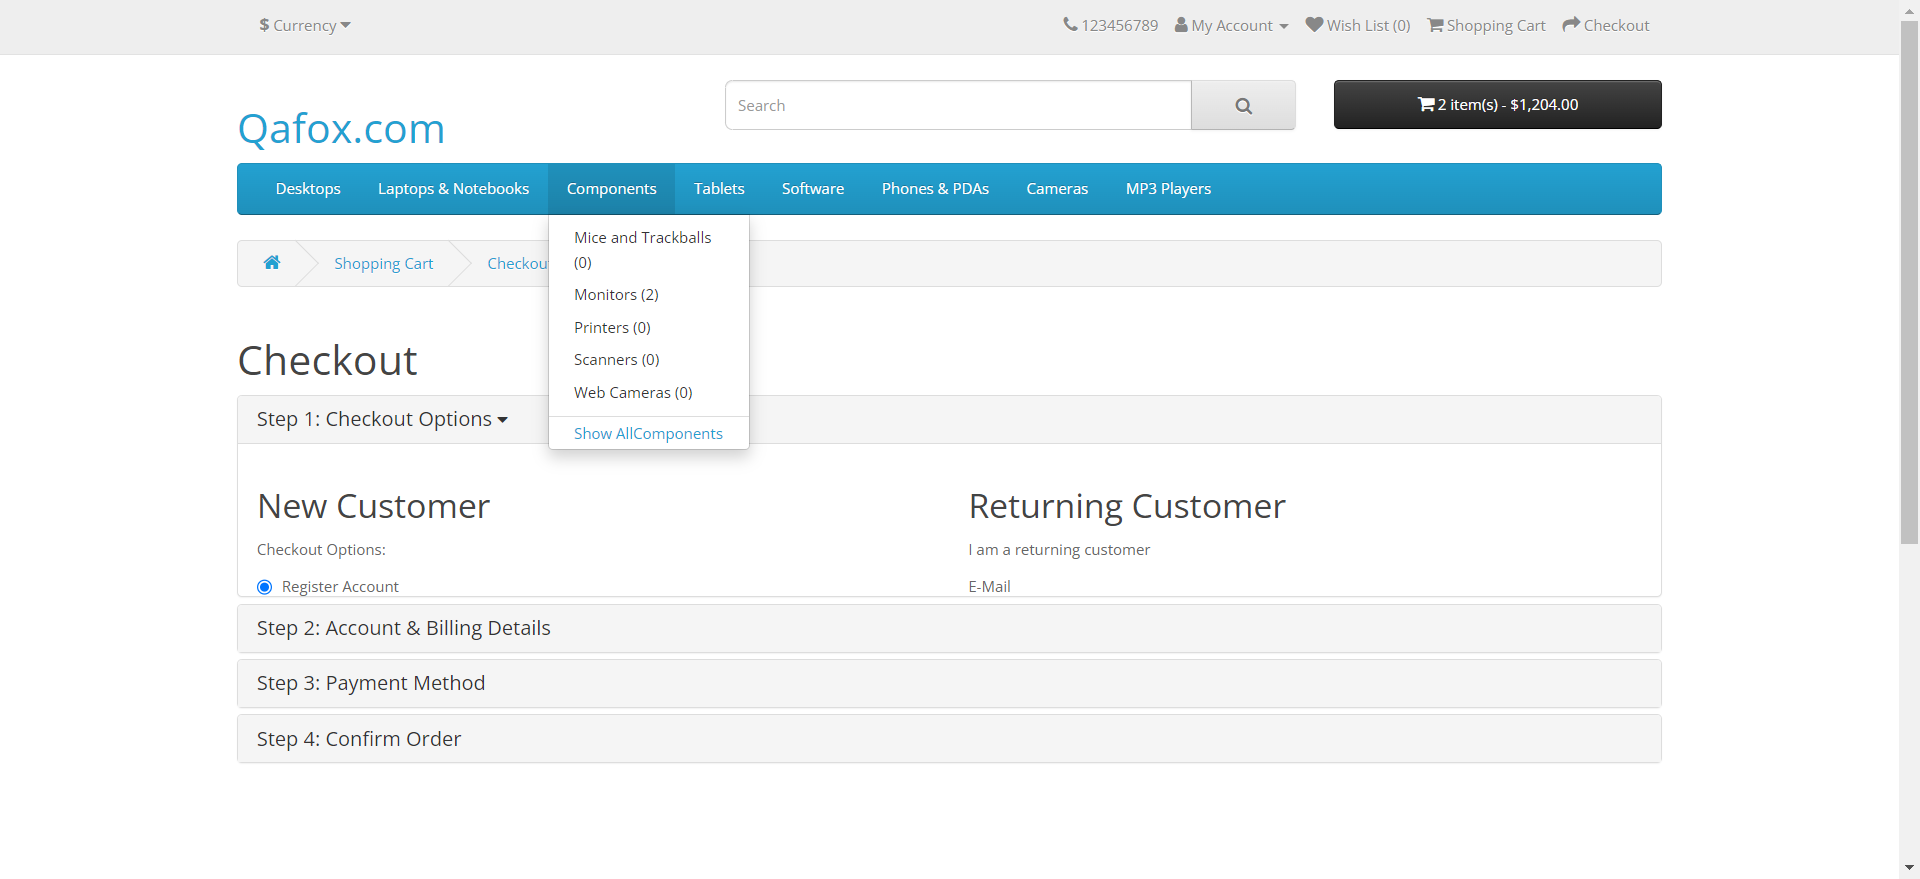 $ Currency
123456789 My Account Wish List (0) Shopping Cart Checkout
Qafox.com
Search
2 item(s) - $1,204.00
Desktops Laptops & Notebooks Components Tablets Software Phones & PDAs Cameras MP3 Players
Mice and Trackballs
(0)
Monitors (2)
Printers (0)
Scanners (0)
Web Cameras (0)
Show AllComponents
Shopping Cart Checkou
Checkout
Step 1: Checkout Options
New Customer
Checkout Options:
Register Account
Returning Customer
I am a returning customer
E-Mail
Step 2: Account & Billing Details
Step 3: Payment Method
Step 4: Confirm Order